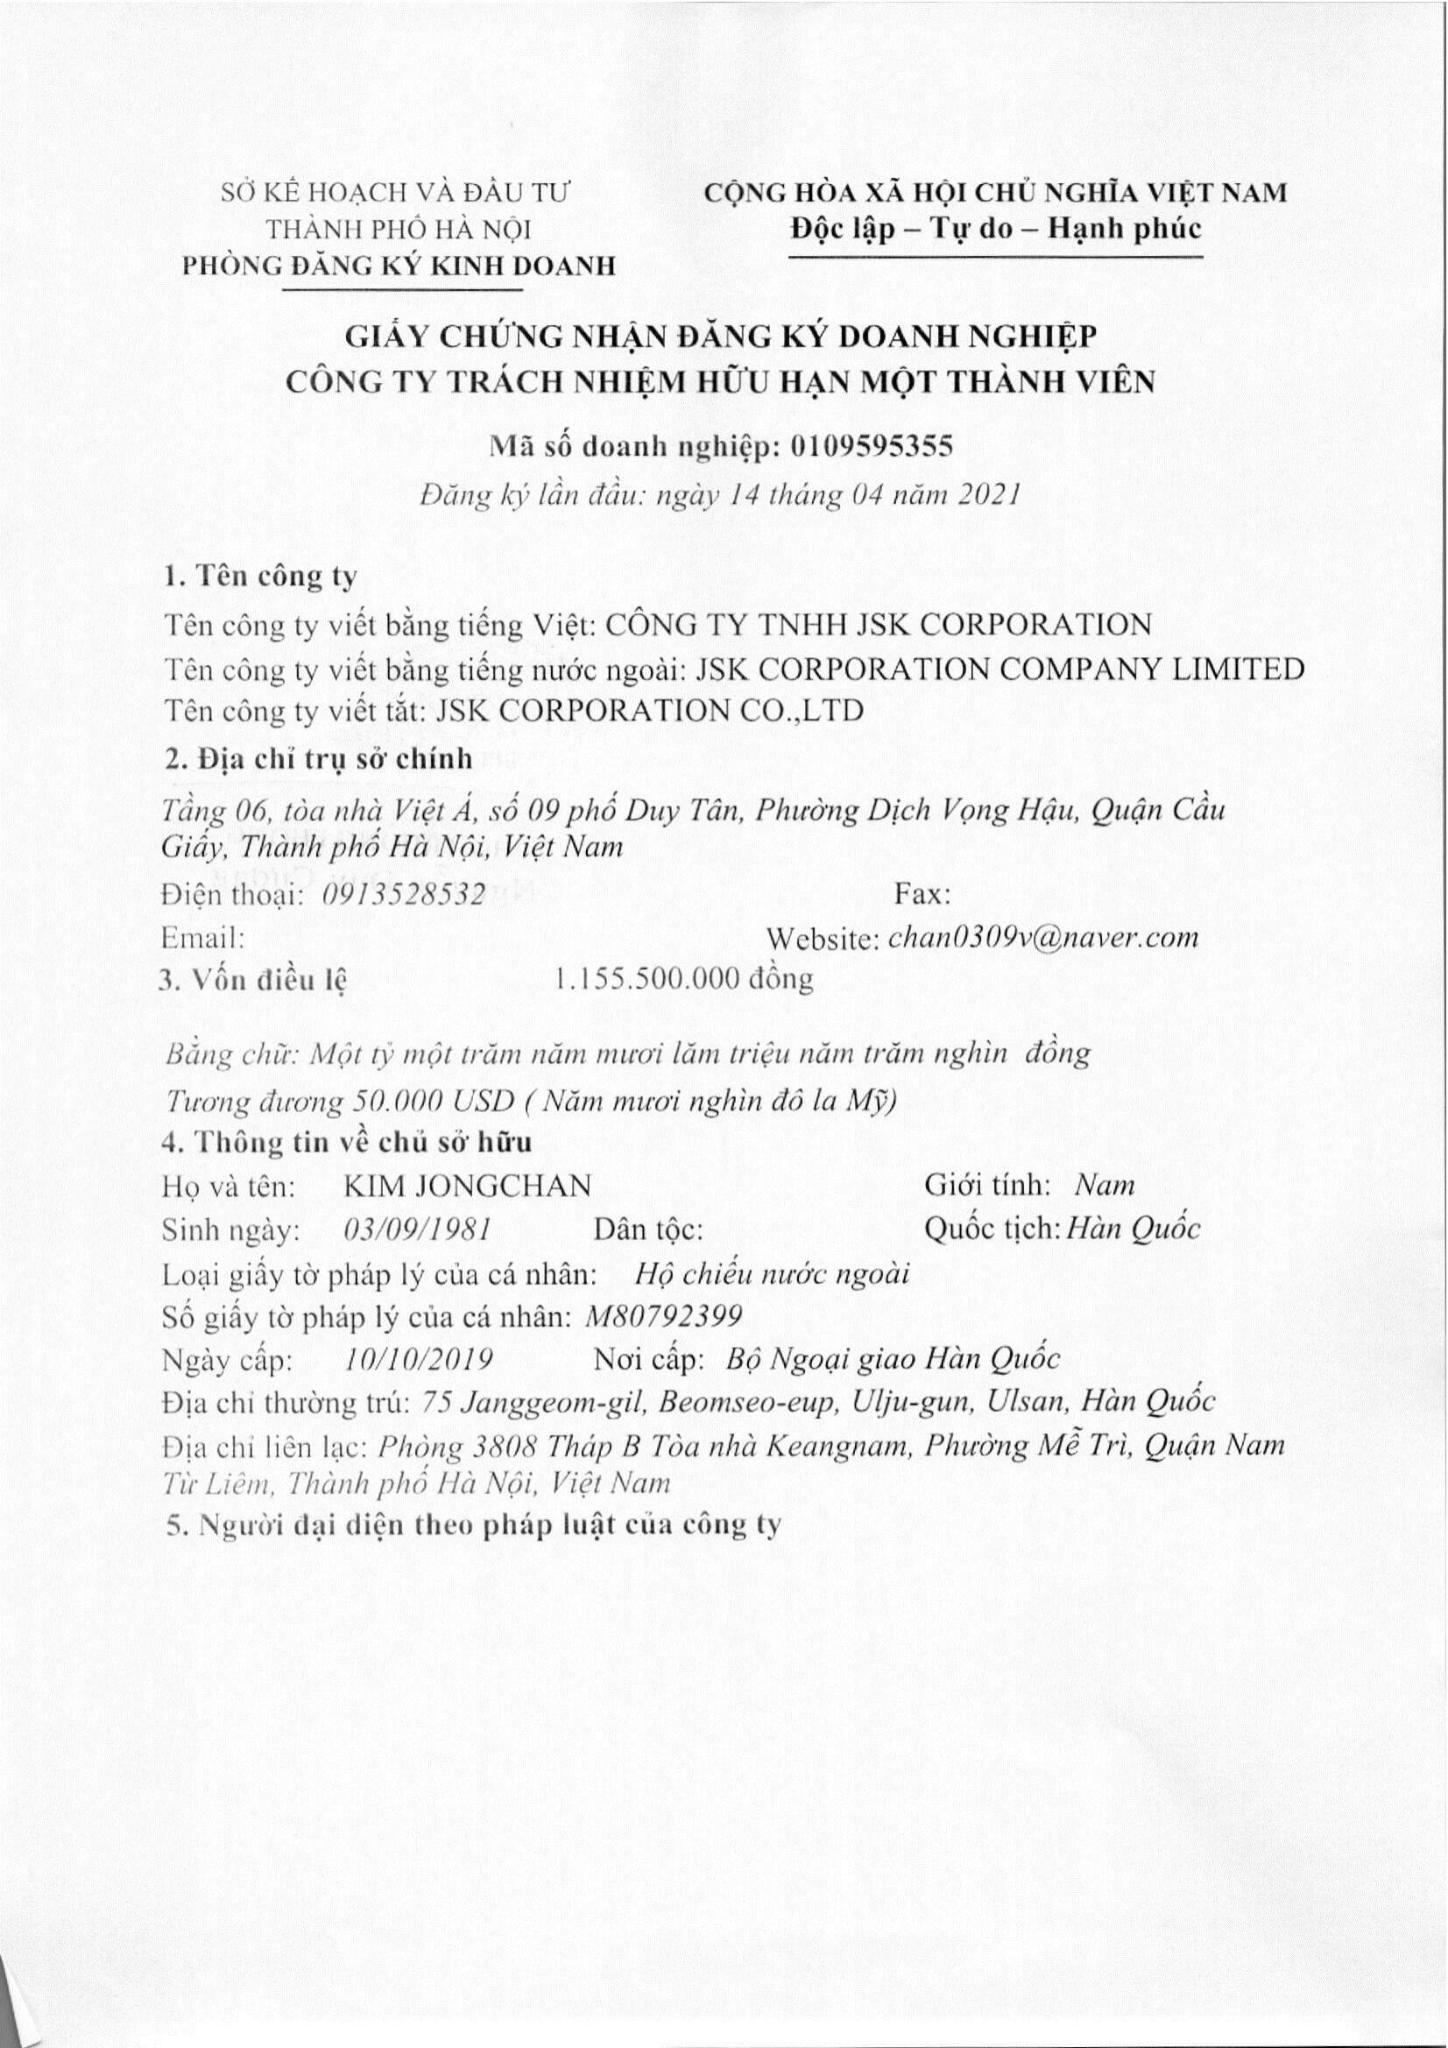 SỞ KẾ HOẠCH VÀ ĐẦU TƯ
THÀNH PHỐ HÀ NỘI
PHÒNG ĐĂNG KÝ KINH DOANH
CỘNG HÒA XÃ HỘI CHỦ NGHĨA VIỆT NAM
Độc lập – Tự do – Hạnh phúc
GIẤY CHỨNG NHẬN ĐĂNG KÝ DOANH NGHIỆP
CÔNG TY TRÁCH NHIỆM HỮU HẠN MỘT THÀNH VIÊN
Mã số doanh nghiệp: 0109595355
Đăng ký lần đầu: ngày 14 tháng 04 năm 2021
1. Tên công ty
Tên công ty viết bằng tiếng Việt: CÔNG TY TNHH JSK CORPORATION
Tên công ty viết bằng tiếng nước ngoài: JSK CORPORATION COMPANY LIMITED
Tên công ty viết tắt: JSK CORPORATION CO.,LTD
2. Địa chỉ trụ sở chính
Tầng 06, tòa nhà Việt Á, số 09 phố Duy Tân, Phường Dịch Vọng Hậu, Quận Cầu
Giấy, Thành phố Hà Nội, Việt Nam
Điện thoại: 0913528532 Fax:
Email: Website: chan0309v@naver.com
3. Vốn điều lệ 1.155.500.000 đồng
Bằng chữ: Một tỷ một trăm năm mươi lăm triệu năm trăm nghìn đồng
Tương đương 50.000 USD ( Năm mươi nghìn đô la Mỹ)
4. Thông tin về chủ sở hữu
Họ và tên: KIM JONGCHAN Giới tính: Nam
Sinh ngày: 03/09/1981 Dân tộc: Quốc tịch: Hàn Quốc
Loại giấy tờ pháp lý của cá nhân: Hộ chiếu nước ngoài
Số giấy tờ pháp lý của cá nhân: M80792399
Ngày cấp: 10/10/2019 Nơi cấp: Bộ Ngoại giao Hàn Quốc
Địa chỉ thường trú: 75 Janggeom-gil, Beomseo-eup, Ulju-gun, Ulsan, Hàn Quốc
Địa chỉ liên lạc: Phòng 3808 Tháp B Tòa nhà Keangnam, Phường Mễ Trì, Quận Nam
Từ Liêm, Thành phố Hà Nội, Việt Nam
5. Người đại diện theo pháp luật của công ty